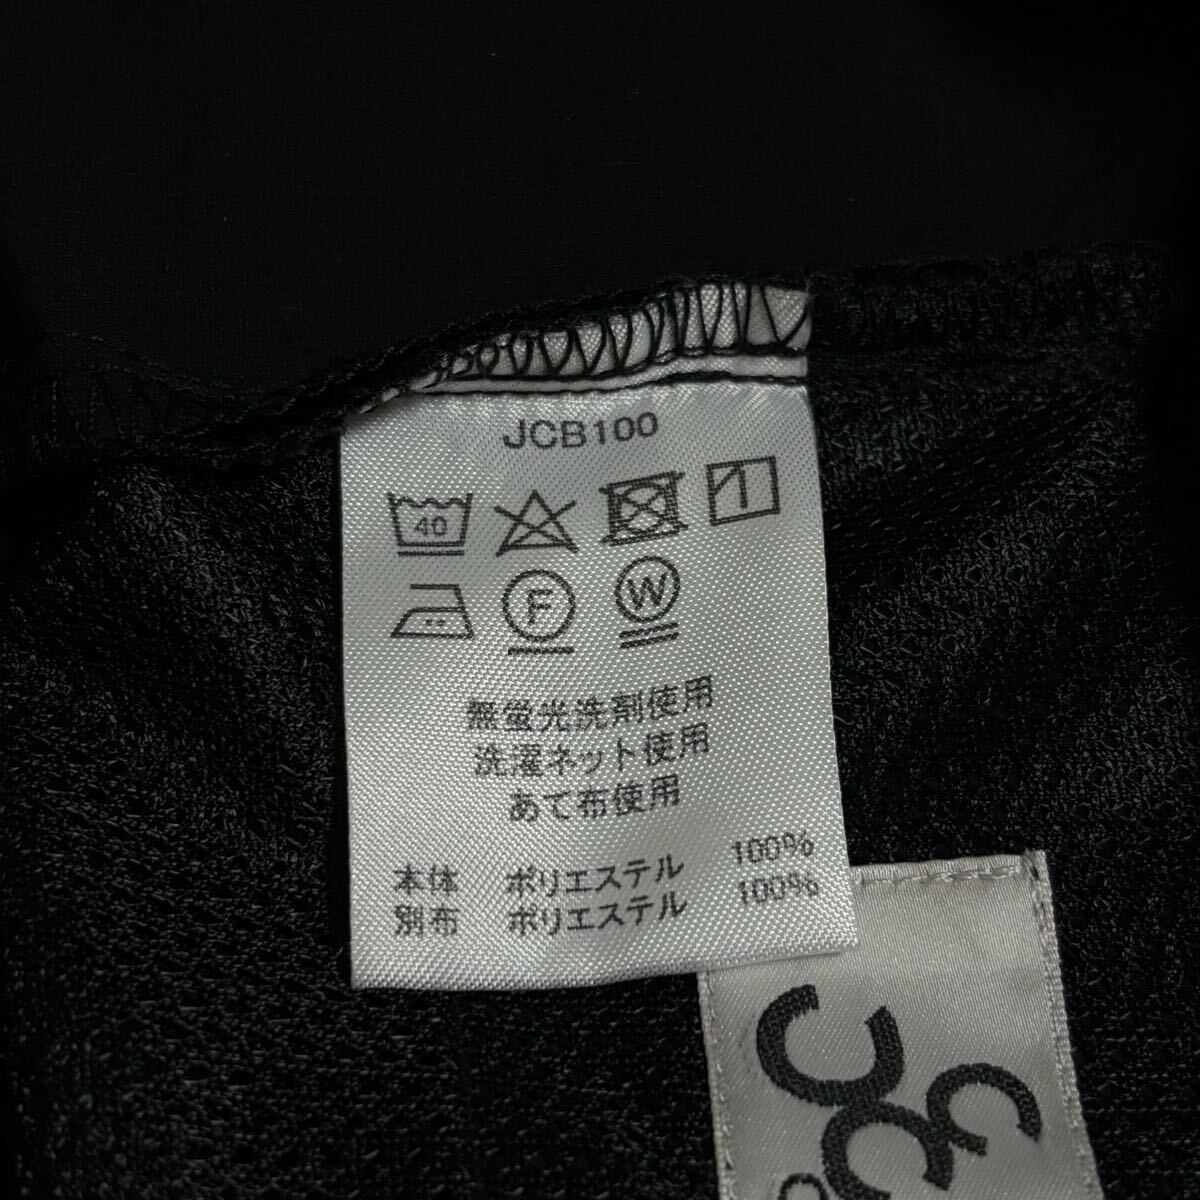 JCB100
40
F W
無蛍光洗剤使用
洗濯ネット使用
あて布使用
本体 ポリエステル 100%
別布 ポリエステル 100%